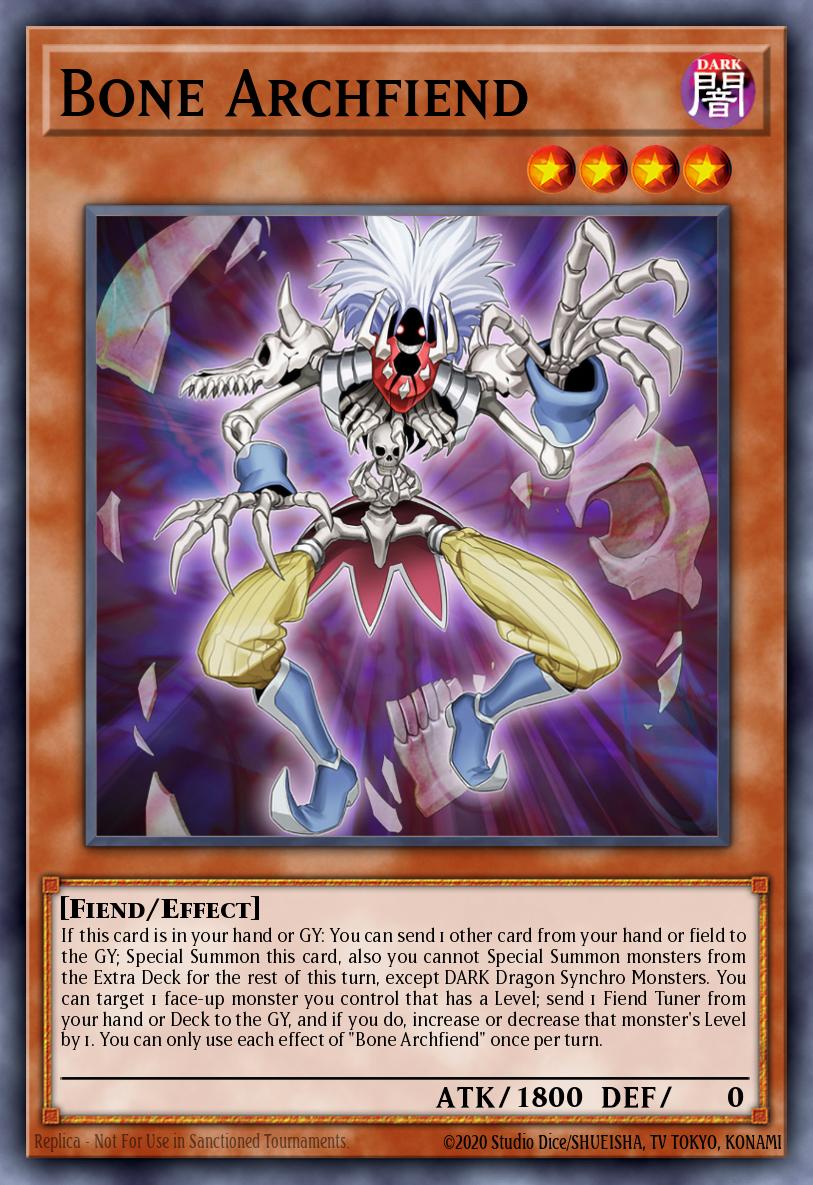 Bone Archfiend
DARK
闇
[Fiend/Effect]
If this card is in your hand or GY: You can send 1 other card from your hand or field to
the GY; Special Summon this card, also you cannot Special Summon monsters from
the Extra Deck for the rest of this turn, except DARK Dragon Synchro Monsters. You
can target 1 face-up monster you control that has a Level; send 1 Fiend Tuner from
your hand or Deck to the GY, and if you do, increase or decrease that monster's Level
by 1. You can only use each effect of "Bone Archfiend" once per turn.
ATK/1800 DEF/ 0
Replica - Not For Use in Sanctioned Tournaments. ©2020 Studio Dice/SHUEISHA, TV TOKYO, KONAMI